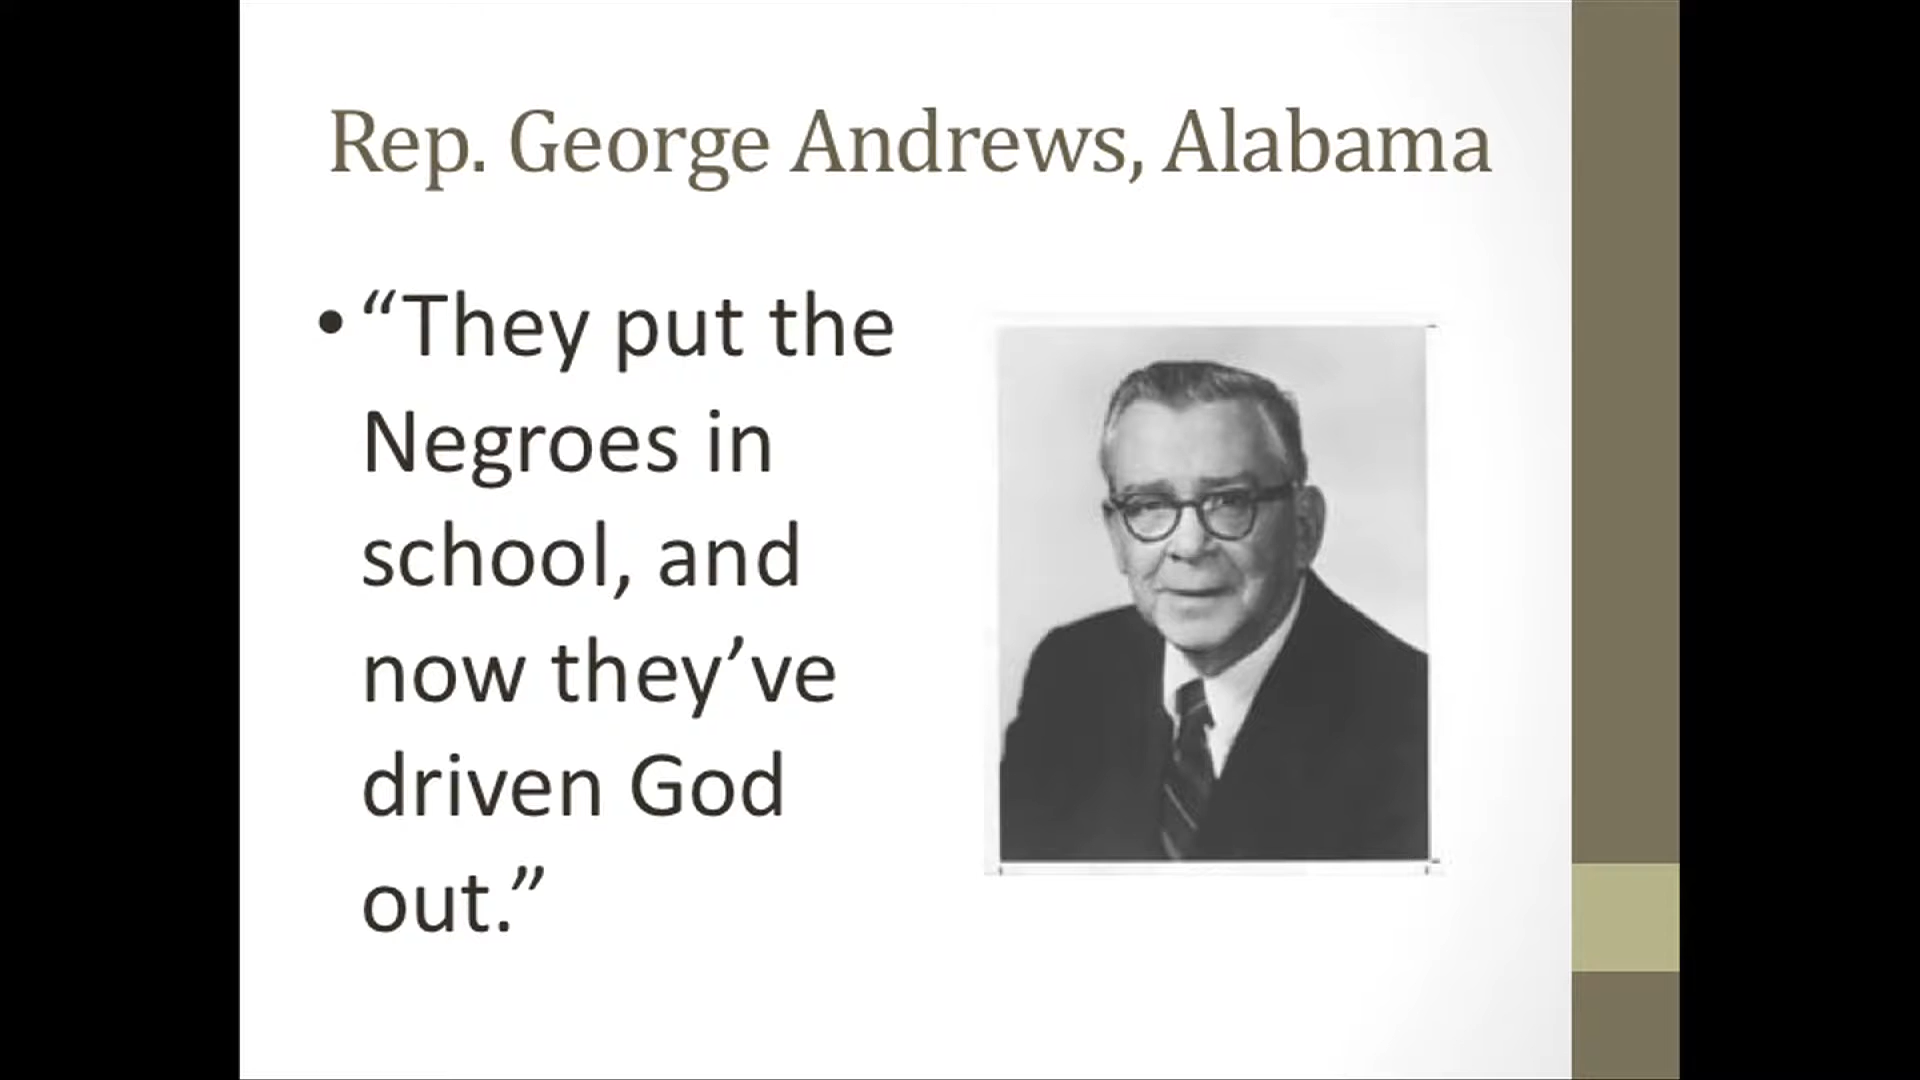 Rep. George Andrews, Alabama
• “They put the
Negroes in
school, and
now they’ve
driven God
out.”